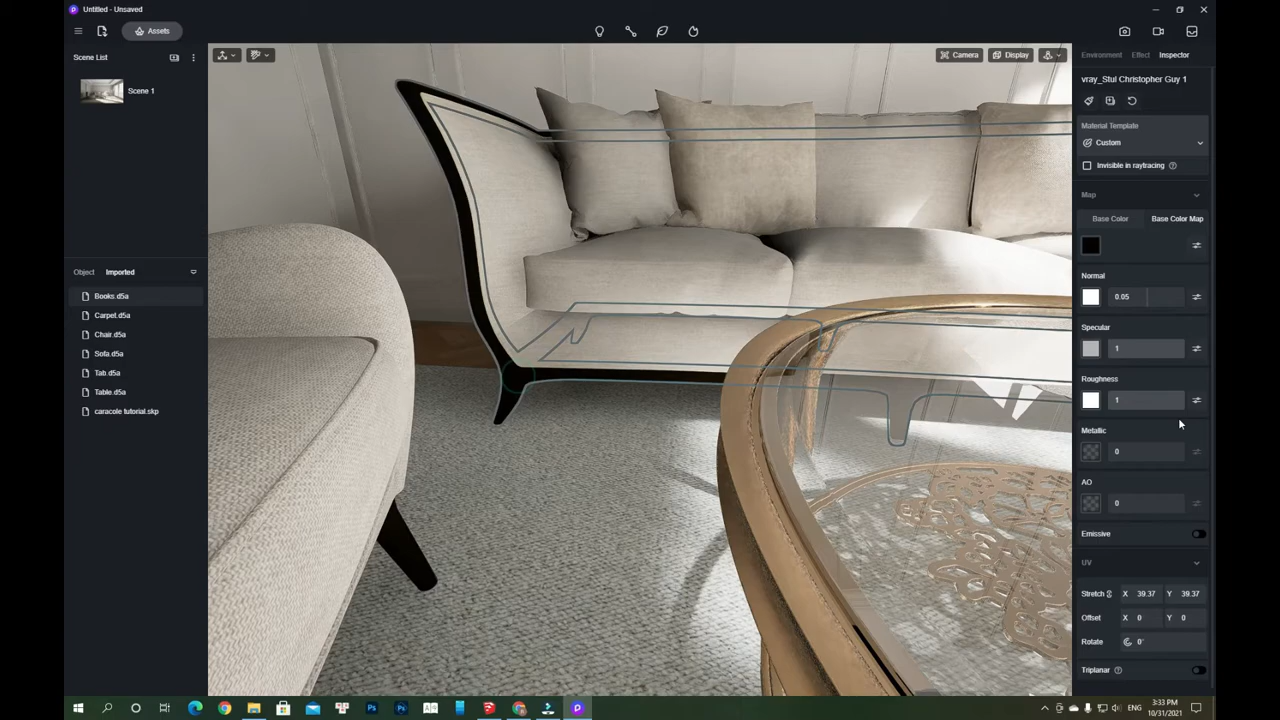 Untitled - Unsaved
Assets
Scene List
Scene 1
Object
Imported
Books.d5a
Carpet.d5a
Chair.d5a
Sofa.d5a
Tab.d5a
Table.d5a
caracole tutorial.skp
Camera
Display
Environment
Effect
Inspector
vray_Stul Christopher Guy 1
Material Template
Custom
Invisible in raytracing
Map
Base Color
Base Color Map
Normal
0.05
Specular
1
Roughness
1
Metallic
0
AO
0
Emissive
UV
Stretch X 39.37 Y 39.37
Offset X 0 Y 0
Rotate 0°
Triplanar
ENG
3:33 PM
10/31/2021